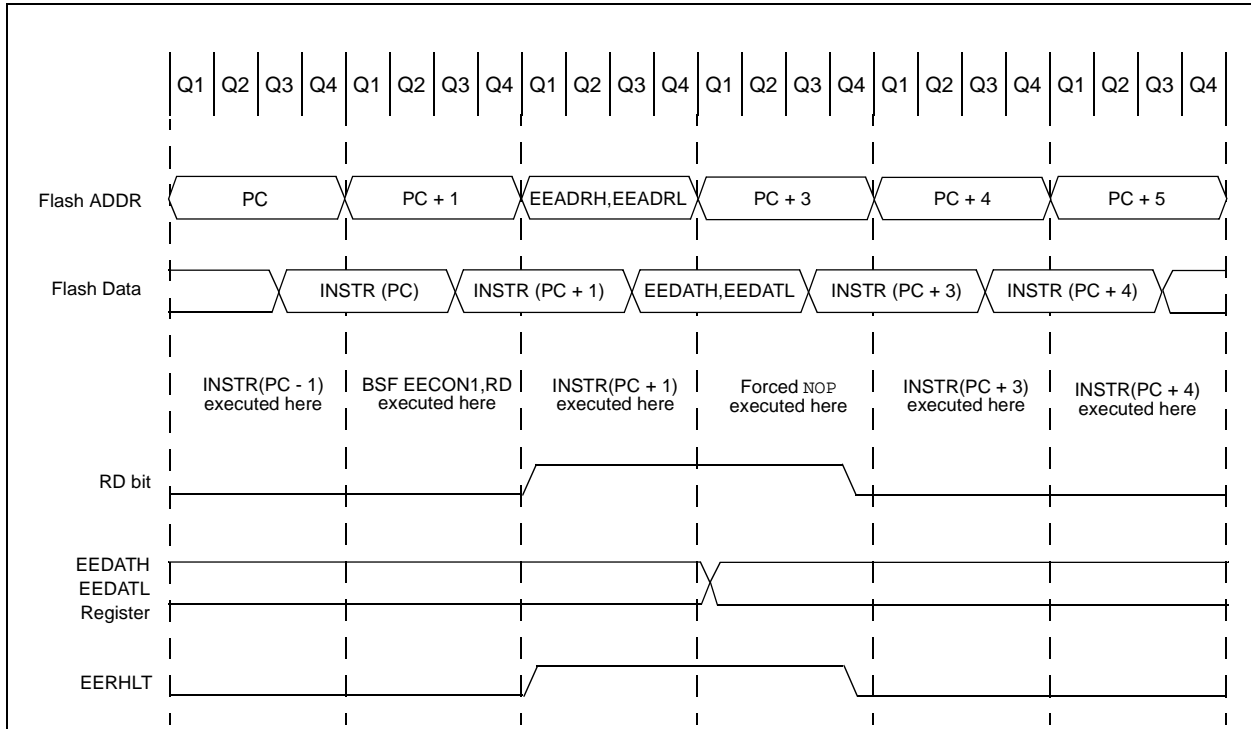 Q1 Q2 Q3 Q4 Q1 Q2 Q3 Q4 Q1 Q2 Q3 Q4 Q1 Q2 Q3 Q4 Q1 Q2 Q3 Q4 Q1 Q2 Q3 Q4
Flash ADDR PC PC + 1 EEADRH,EEADRL PC + 3 PC + 4 PC + 5
Flash Data INSTR (PC) INSTR (PC + 1) EEDATH,EEDATL INSTR (PC + 3) INSTR (PC + 4)
INSTR(PC - 1) BSF EECON1,RD INSTR(PC + 1) Forced NOP INSTR(PC + 3) INSTR(PC + 4)
executed here executed here executed here executed here executed here executed here
RD bit
EEDATH
EEDATL
Register
EERHLT